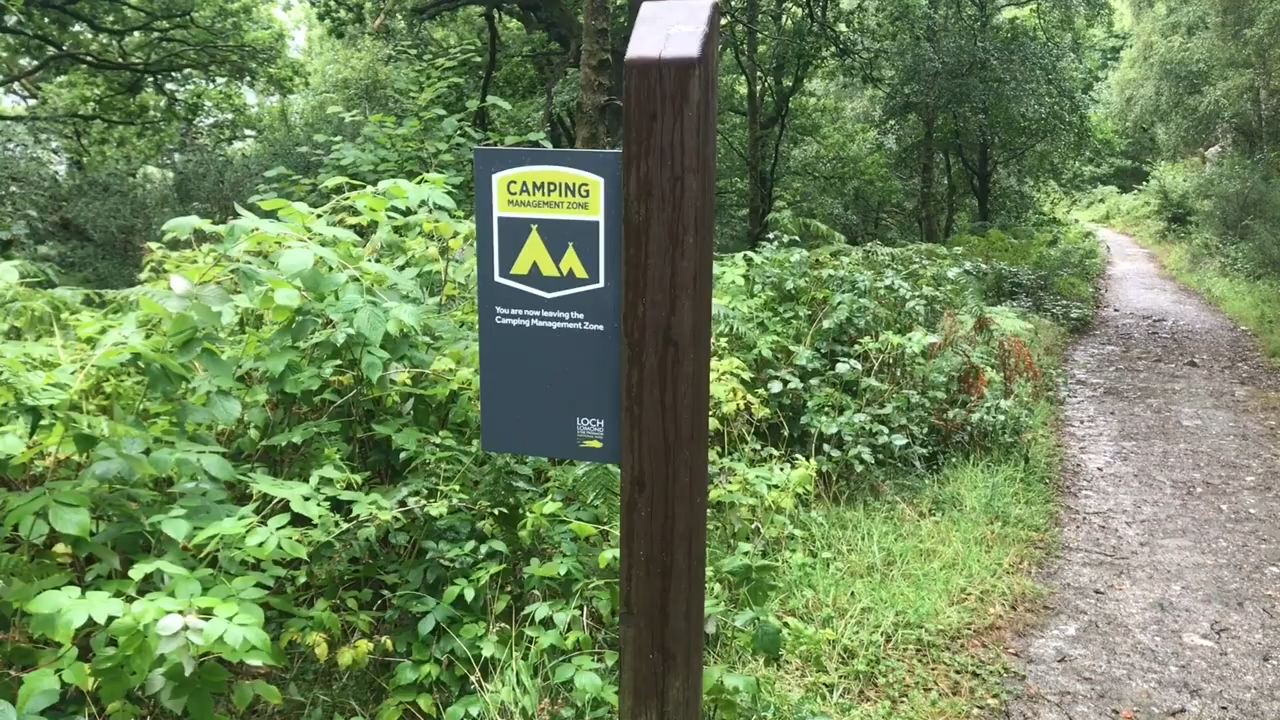 CAMPING
MANAGEMENT ZONE
You are now leaving the
Camping Management Zone
LOCH
LOMOND